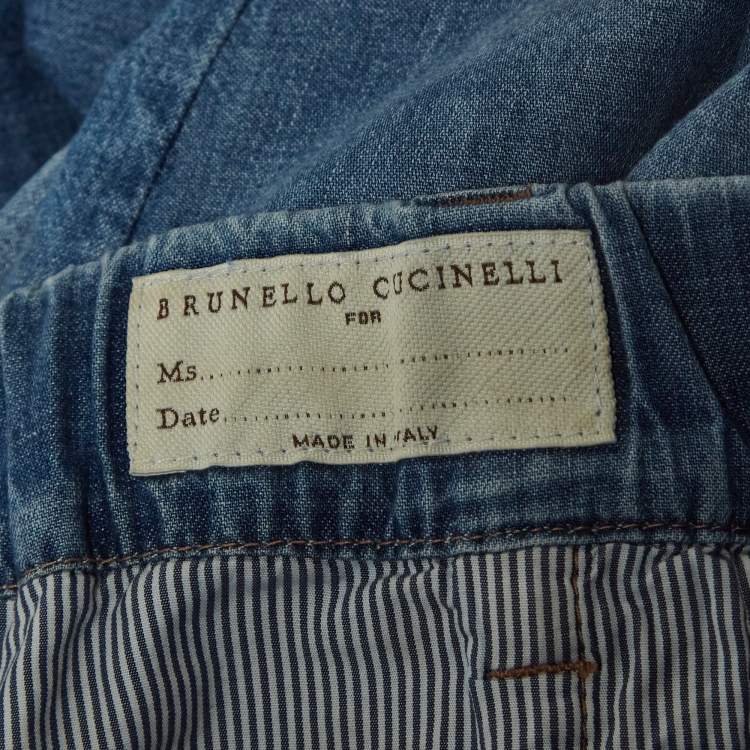 BRUNELLO CUCINELLI
FOR
Ms.......................................................
Date...................................................
MADE IN ITALY